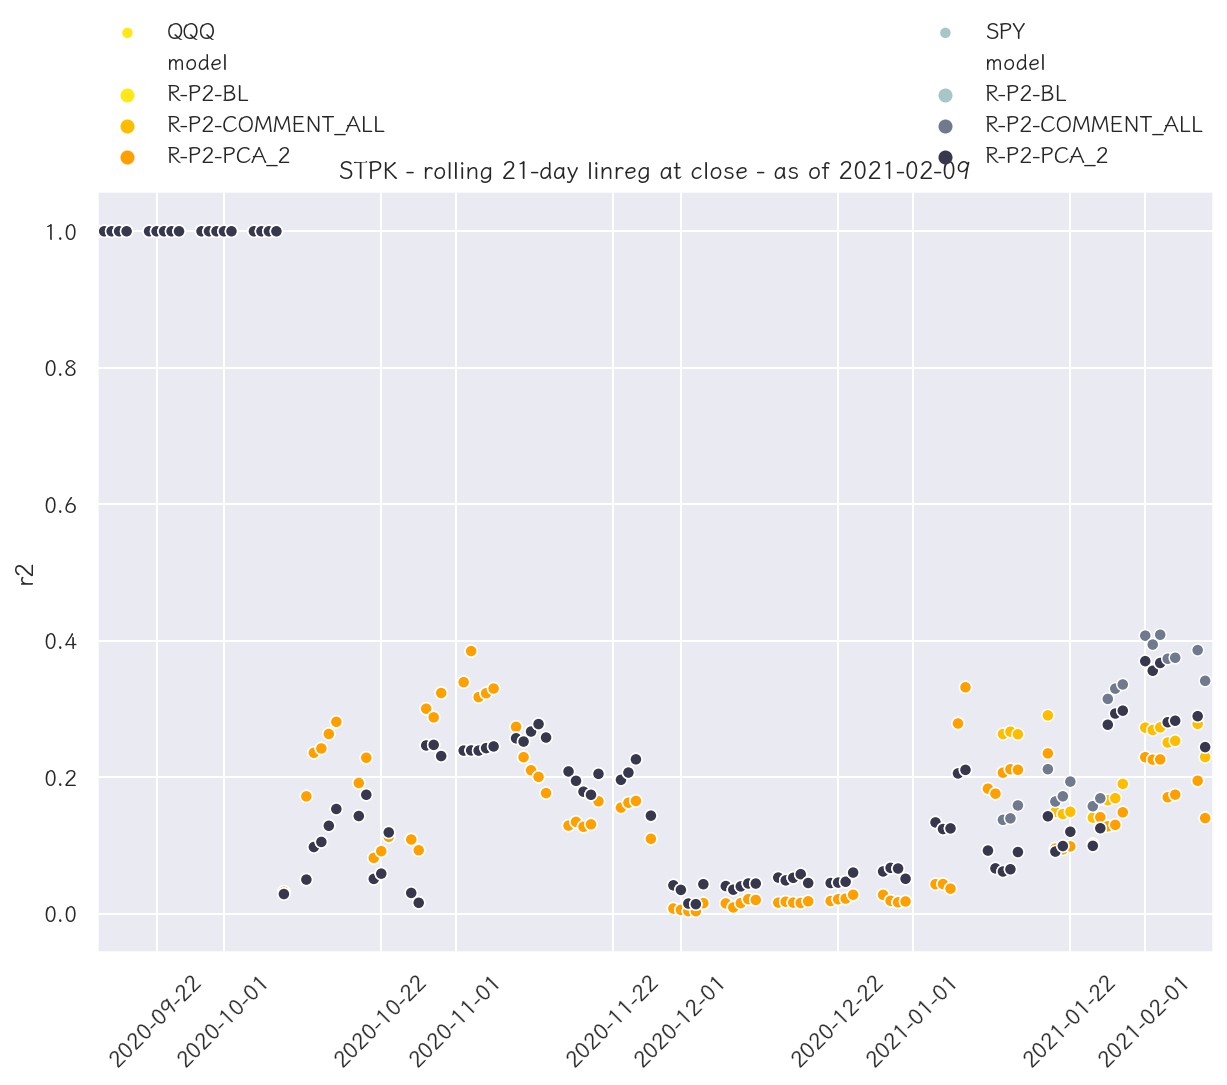 QQQ
model
R-P2-BL
R-P2-COMMENT_ALL
R-P2-PCA_2
SPY
model
R-P2-BL
R-P2-COMMENT_ALL
R-P2-PCA_2
STPK - rolling 21-day linreg at close - as of 2021-02-09
1.0
0.8
0.6
0.4
0.2
0.0
r2
2020-09-22
2020-10-01
2020-10-22
2020-11-01
2020-11-22
2020-12-01
2020-12-22
2021-01-01
2021-01-22
2021-02-01